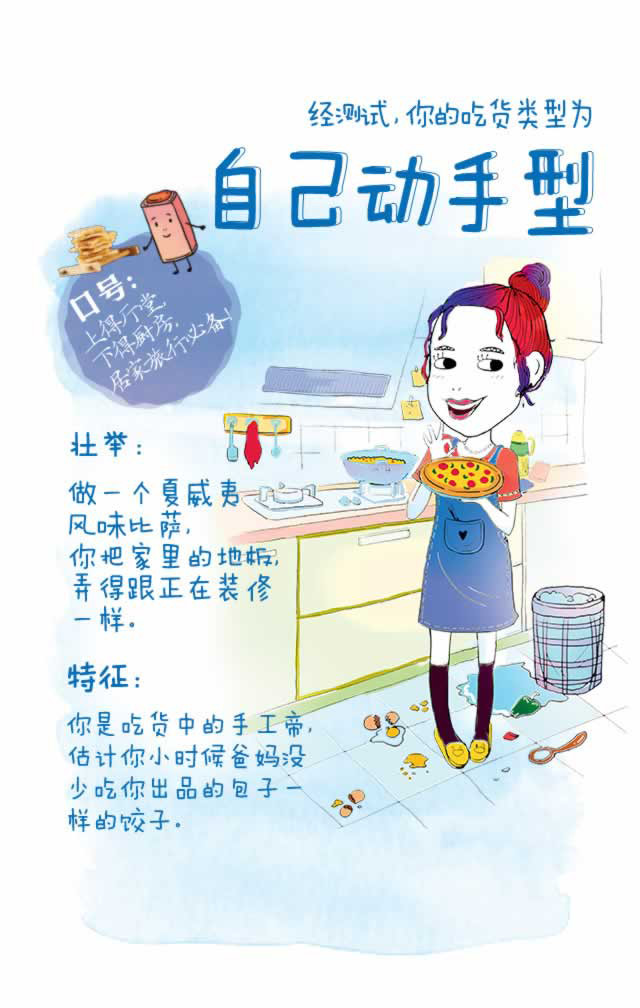 经测试，你的吃货类型为
自己动手型
口号：
上得厅堂，
下得厨房，
居家旅行必备！
壮举：
做一个夏威夷
风味比萨，
你把家里的地板，
弄得跟正在装修
一样。
特征：
你是吃货中的手工帝，
估计你小时候爸妈没
少吃你出品的包子一
样的饺子。